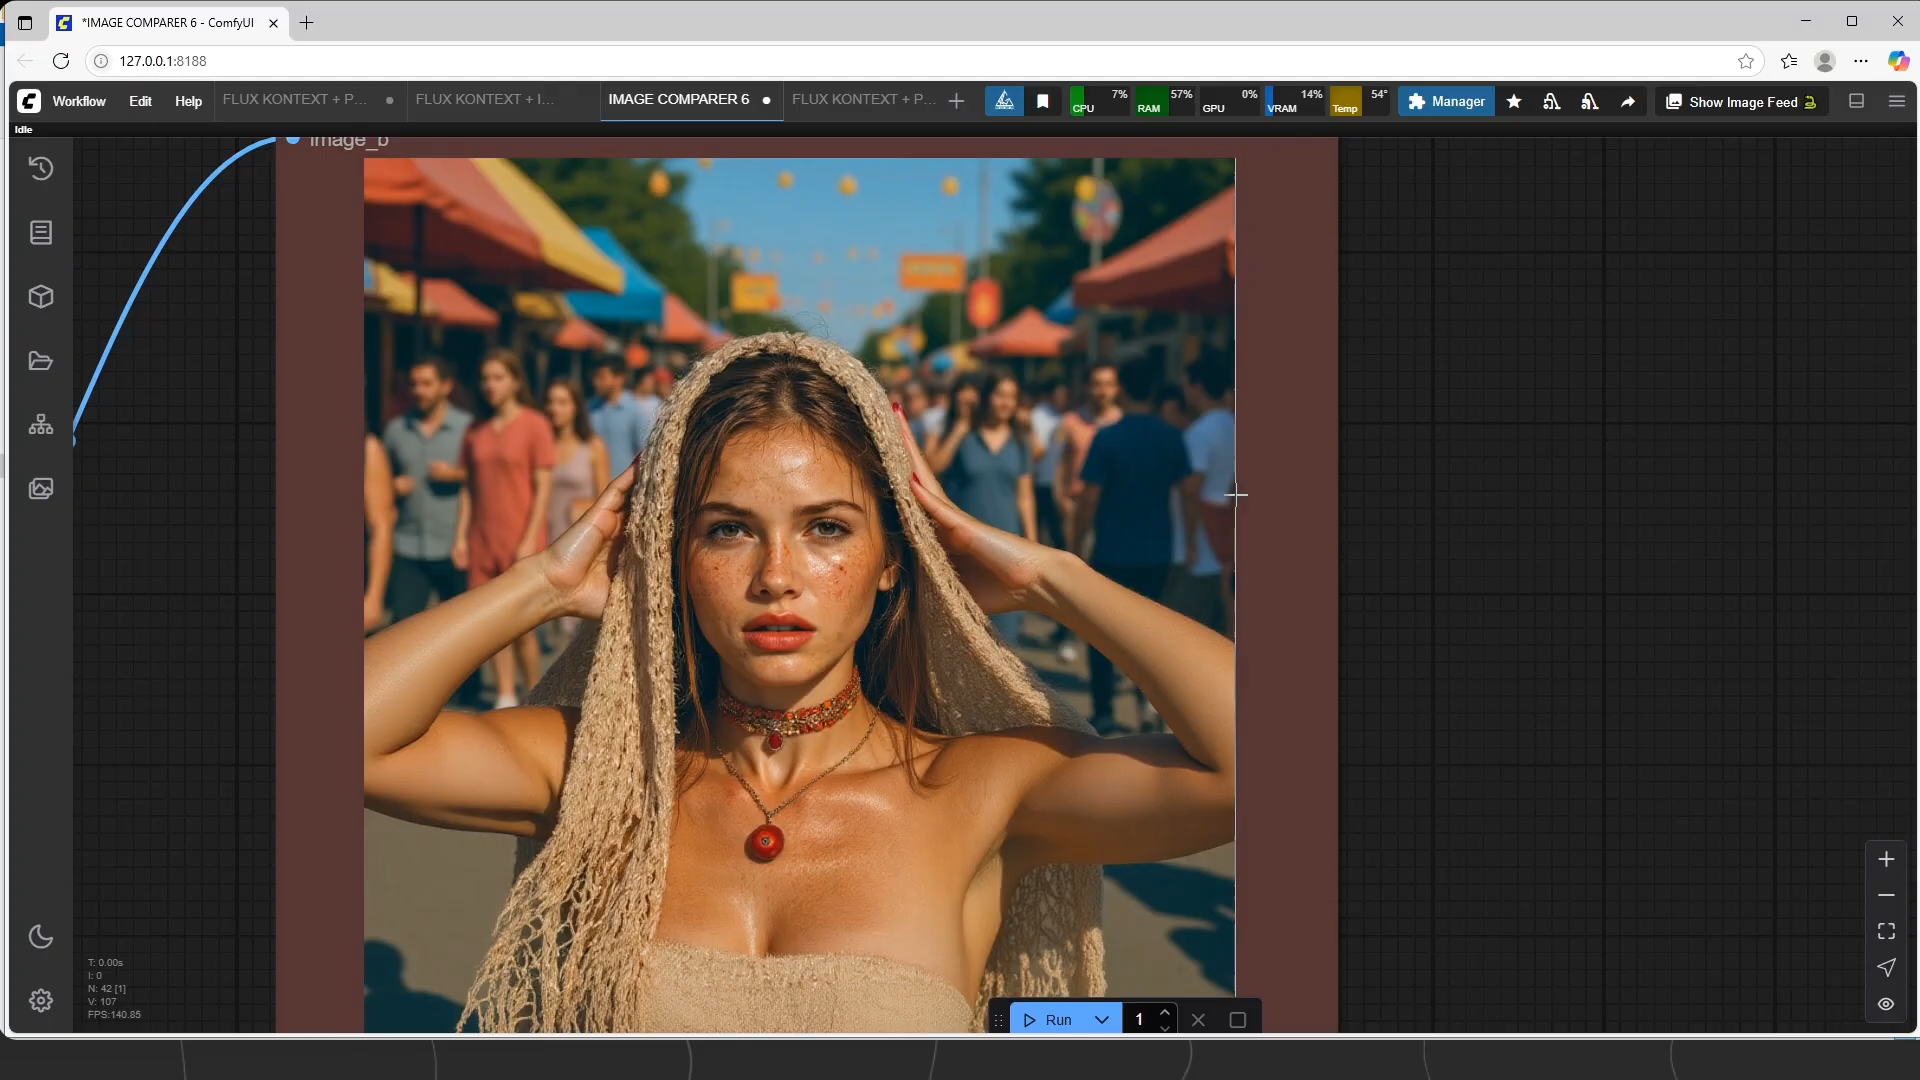 *IMAGE COMPARER 6 - ComfyUI
127.0.0.1:8188
Workflow Edit Help FLUX KONTEXT + P... FLUX KONTEXT + I... IMAGE COMPARER 6 FLUX KONTEXT + P... CPU 7% RAM 57% GPU 0% VRAM 14% Temp 54° Manager Show Image Feed
Idle
image_b
T: 0.00s
I: 0
N: 42 [1]
V: 107
FPS:140.85
Run 1